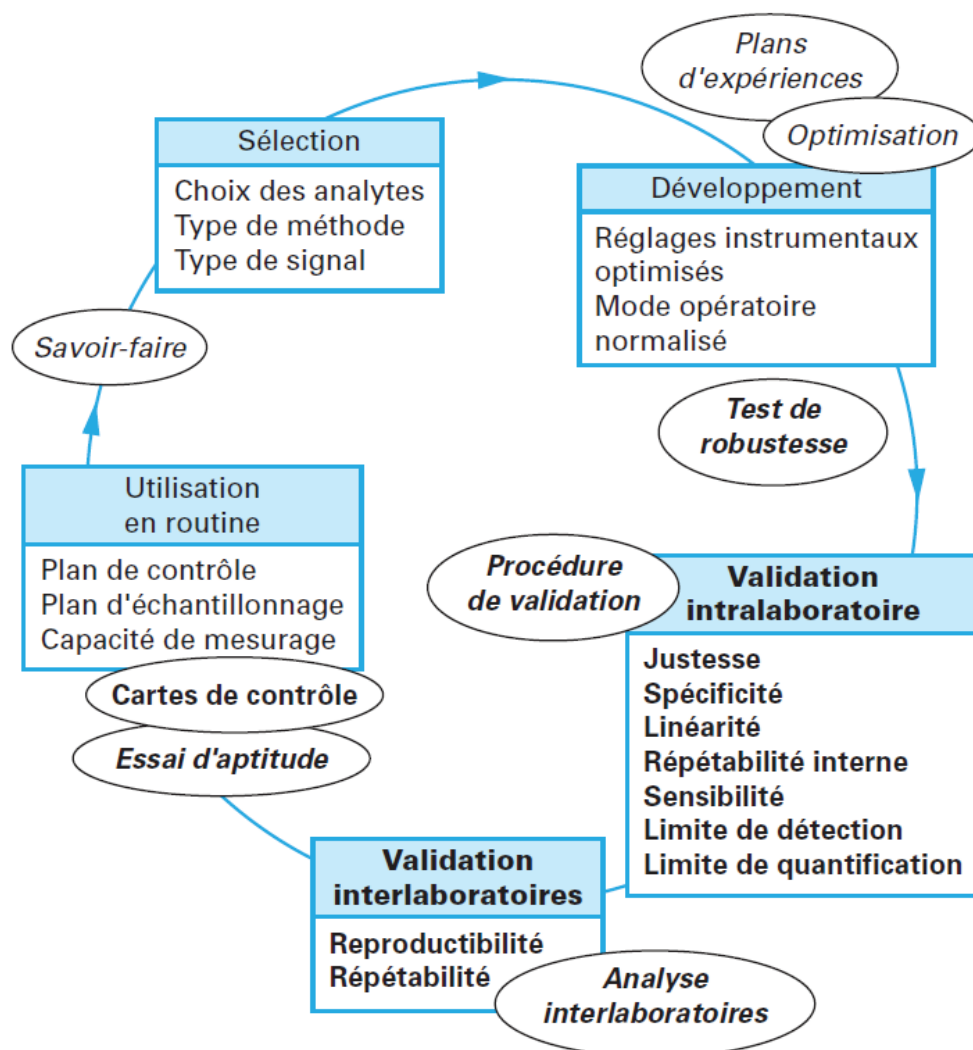 Plans
d'expériences
Optimisation
Sélection
Choix des analytes
Type de méthode
Type de signal
Développement
Réglages instrumentaux
optimisés
Mode opératoire
normalisé
Savoir-faire
Test de
robustesse
Utilisation
en routine
Plan de contrôle
Plan d'échantillonnage
Capacité de mesurage
Procédure
de validation
Validation
intralaboratoire
Justesse
Spécificité
Linéarité
Répétabilité interne
Sensibilité
Limite de détection
Limite de quantification
Cartes de contrôle
Essai d'aptitude
Validation
interlaboratoires
Reproductibilité
Répétabilité
Analyse
interlaboratoires